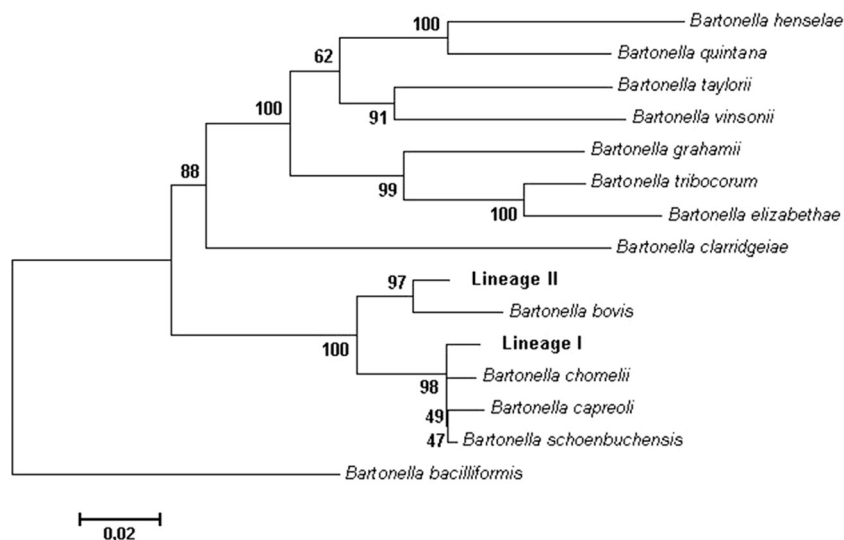 Bartonella henselae
100
Bartonella quintana
62
Bartonella taylorii
100
91
Bartonella vinsonii
Bartonella grahamii
88
99
Bartonella tribocorum
100
Bartonella elizabethae
Bartonella clarridgeiae
97
Lineage II
Bartonella bovis
100
Lineage I
98
Bartonella chomelii
49
Bartonella capreoli
47
Bartonella schoenbuchensis
Bartonella bacilliformis
0,02